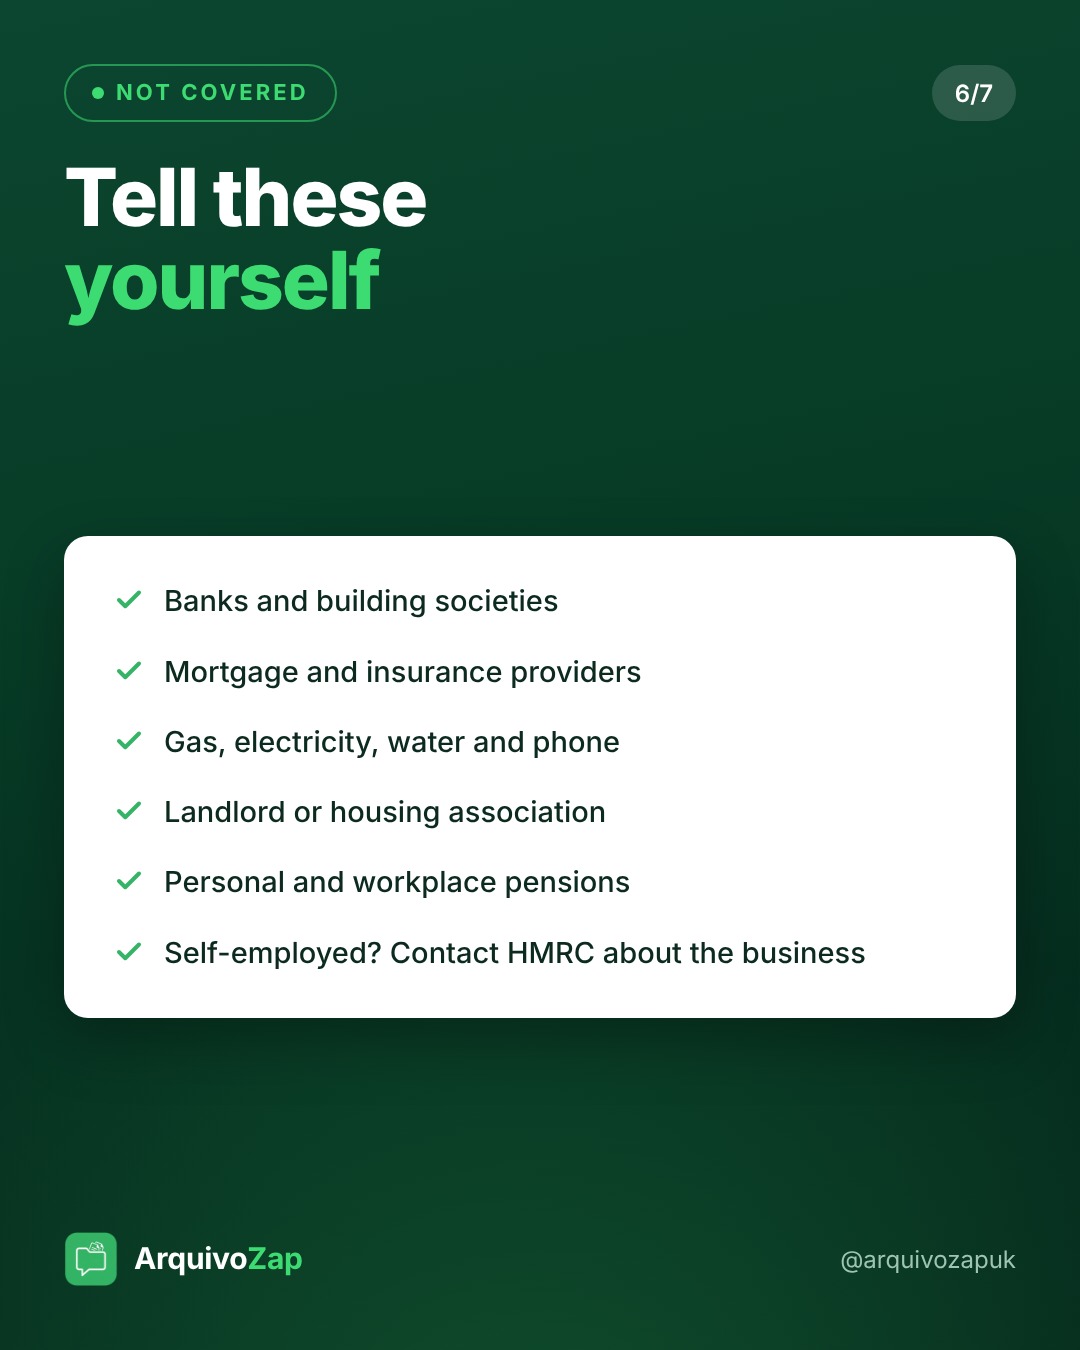 NOT COVERED
6/7
Tell these
yourself
Banks and building societies
Mortgage and insurance providers
Gas, electricity, water and phone
Landlord or housing association
Personal and workplace pensions
Self-employed? Contact HMRC about the business
ArquivoZap
@arquivozapuk